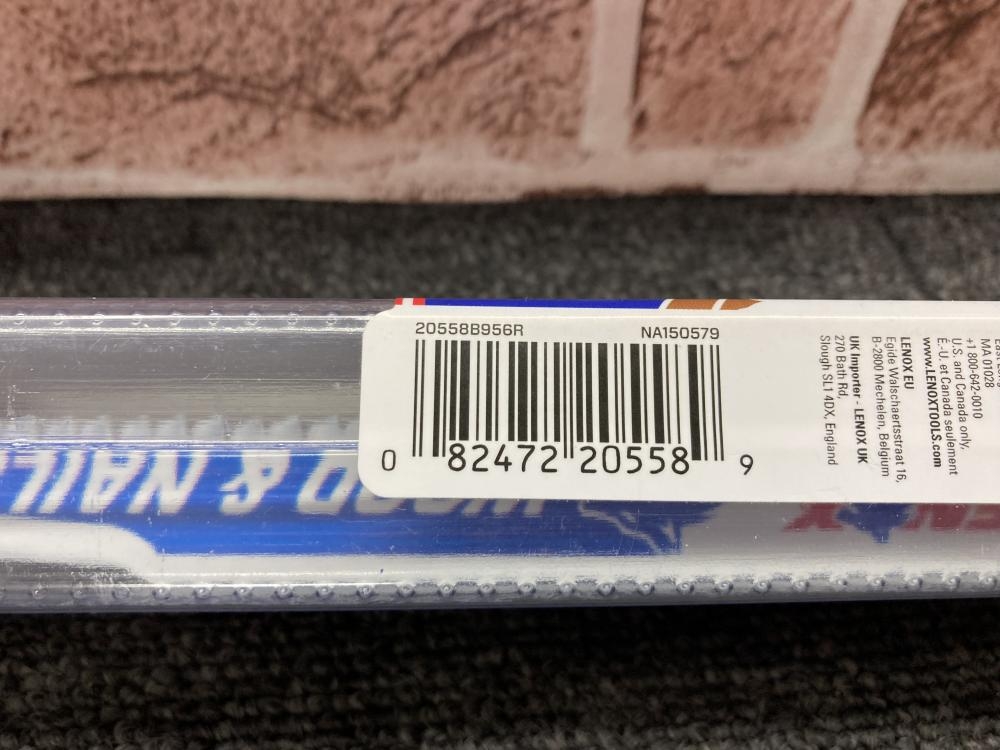 20558B956R
NA150579
0 82472 20558 9
MA 01028
+1 800-642-0010
U.S. and Canada only,
É.-U. et Canada seulement
www.LENOXTOOLS.com
LENOX EU
Egide Walschaertsstraat 16,
B-2800 Mechelen, Belgium
UK Importer - LENOX UK
270 Bath Rd,
Slough SL1 4DX, England
WOOD & NAIL